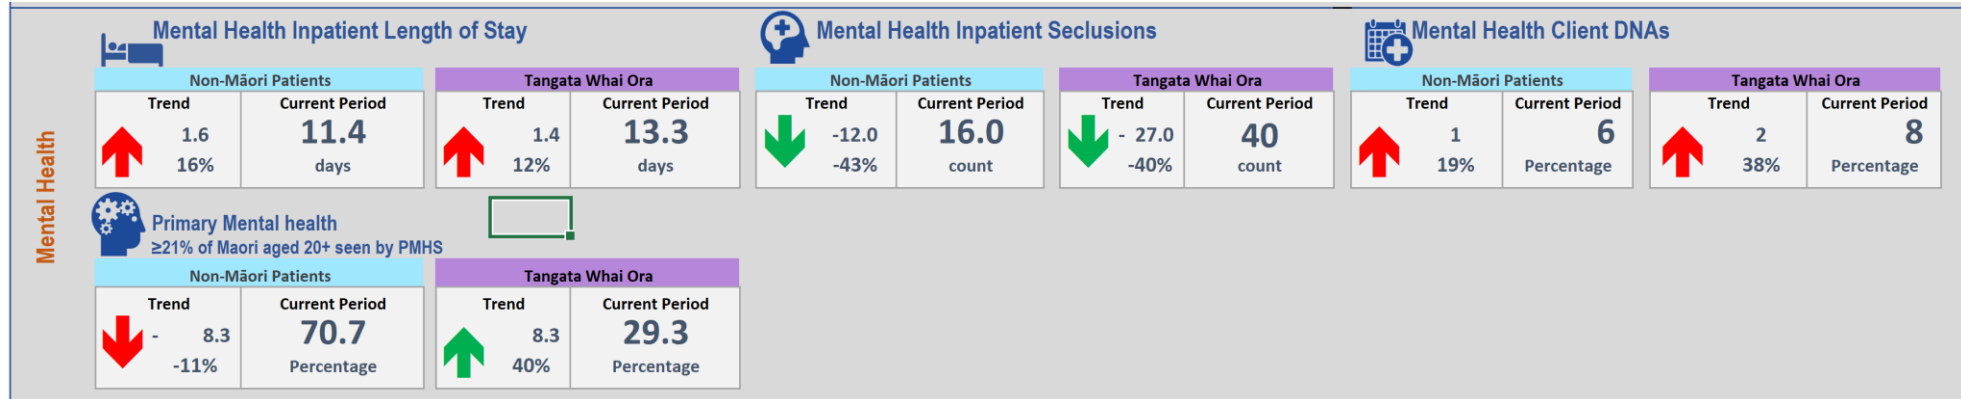 Mental Health
Mental Health Inpatient Length of Stay
Non-Māori Patients
Trend
Current Period
1.6
11.4
16%
days
Tangata Whai Ora
Trend
Current Period
1.4
13.3
12%
days
Mental Health Inpatient Seclusions
Non-Māori Patients
Trend
Current Period
-12.0
16.0
-43%
count
Tangata Whai Ora
Trend
Current Period
- 27.0
40
-40%
count
Mental Health Client DNAs
Non-Māori Patients
Trend
Current Period
1
6
19%
Percentage
Tangata Whai Ora
Trend
Current Period
2
8
38%
Percentage
Primary Mental health
≥21% of Maori aged 20+ seen by PMHS
Non-Māori Patients
Trend
Current Period
- 8.3
70.7
-11%
Percentage
Tangata Whai Ora
Trend
Current Period
8.3
29.3
40%
Percentage